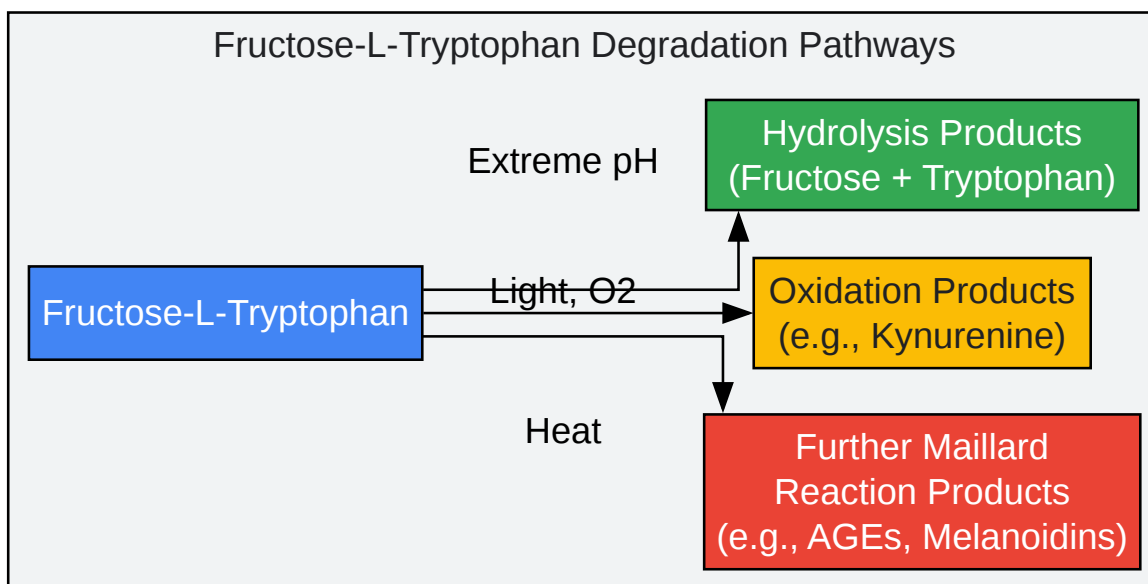 Fructose-L-Tryptophan Degradation Pathways
Extreme pH
Hydrolysis Products
(Fructose + Tryptophan)
Fructose-L-Tryptophan
Light, O2
Oxidation Products
(e.g., Kynurenine)
Heat
Further Maillard
Reaction Products
(e.g., AGEs, Melanoidins)